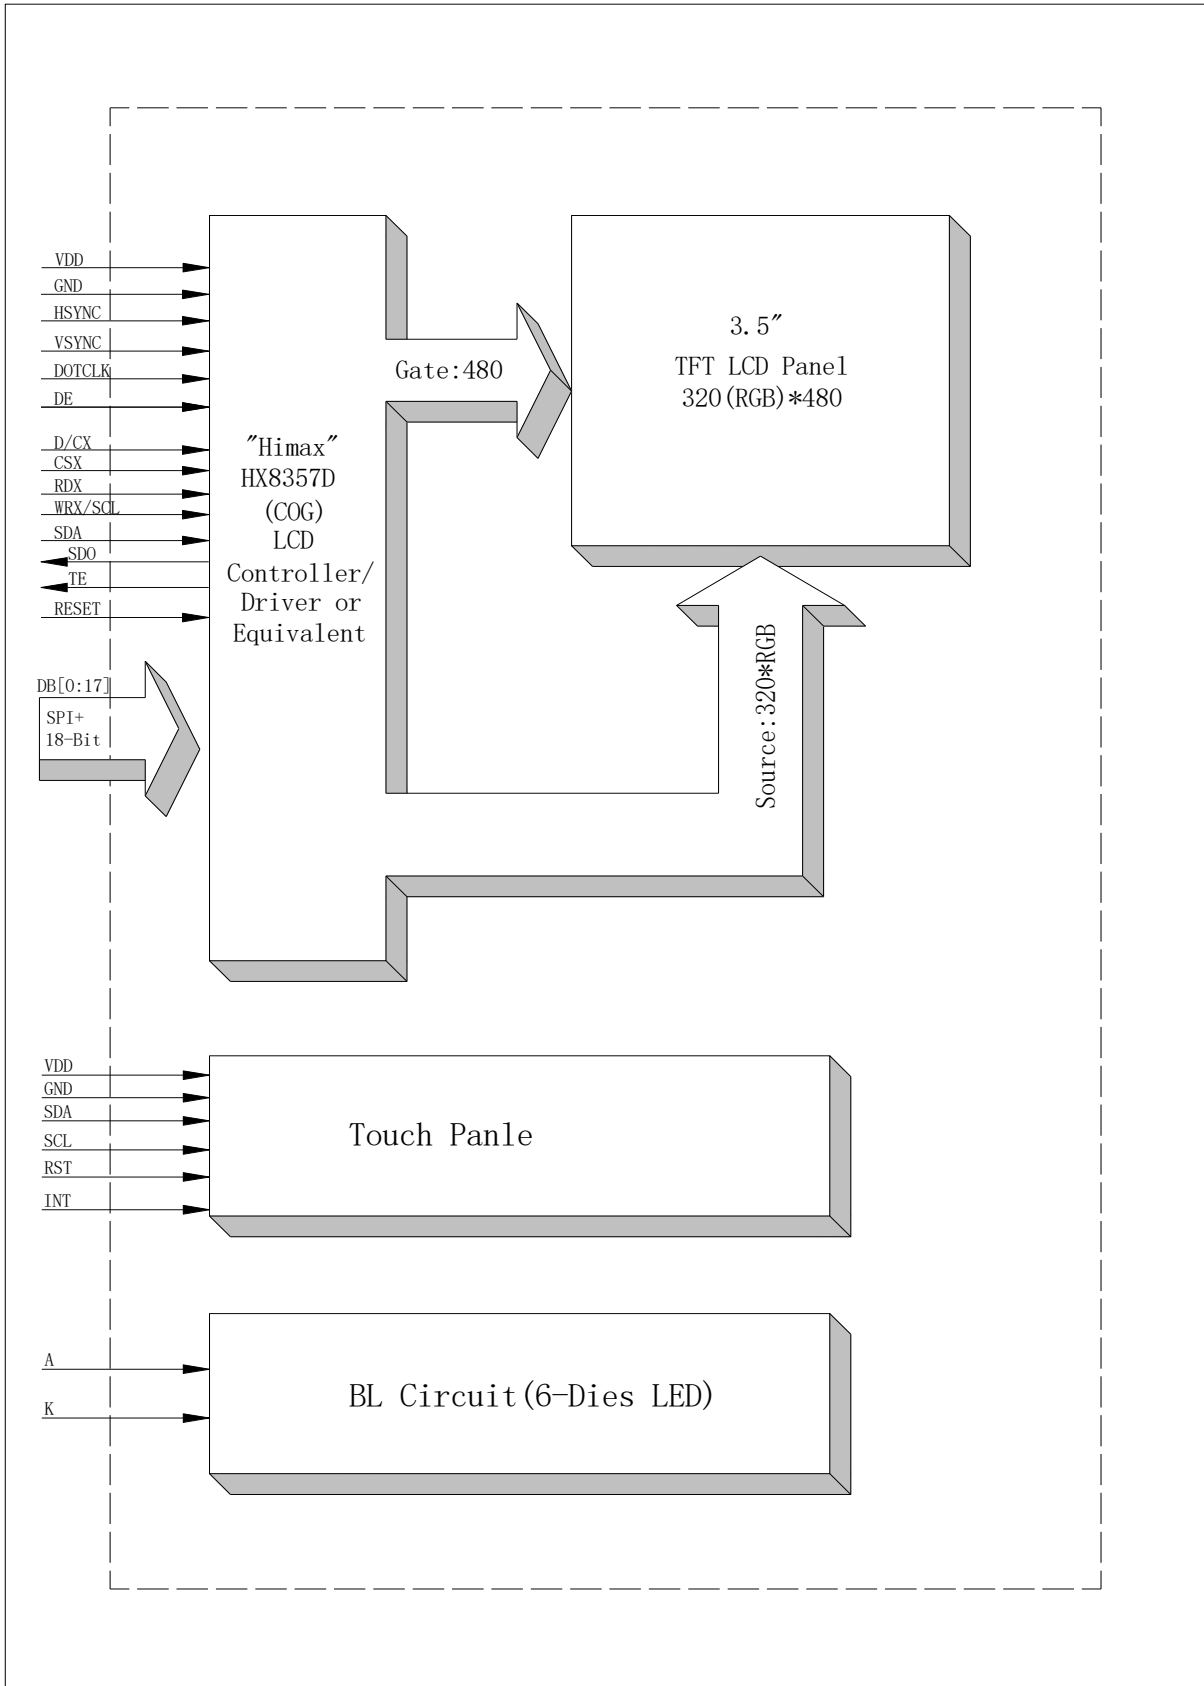 VDD
GND
HSYNC
VSYNC
DOTCLK
DE
D/CX
CSX
RDX
WRX/SCL
SDA
SDO
TE
RESET
DB[0:17]
SPI+
18-Bit
"Himax"
HX8357D
(COG)
LCD
Controller/
Driver or
Equivalent
Gate:480
3.5"
TFT LCD Panel
320(RGB)*480
Source:320*RGB
VDD
GND
SDA
SCL
RST
INT
Touch Panle
A
K
BL Circuit(6-Dies LED)